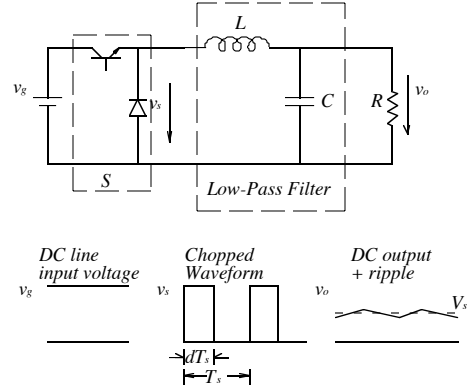 L
v_g
v_s
C
R
v_o
S
Low-Pass Filter
DC line
input voltage
Chopped
Waveform
DC output
+ ripple
v_g
v_s
v_o
V_s
dT_s
T_s